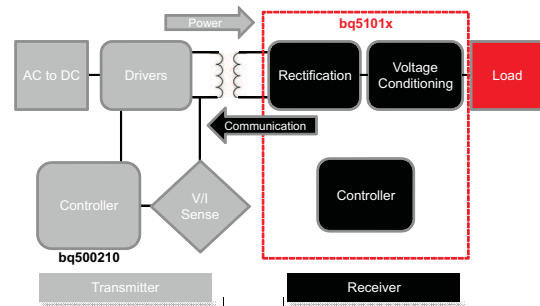 Power
bq5101x
AC to DC
Drivers
Rectification
Voltage
Conditioning
Load
Communication
Controller
V/I
Sense
Controller
bq500210
Transmitter
Receiver